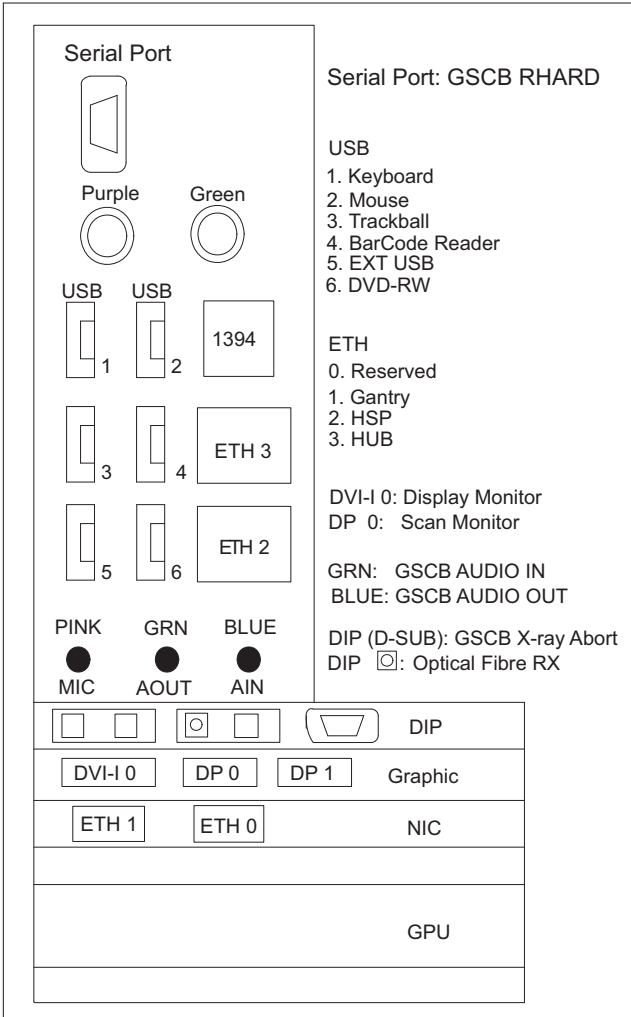 Serial Port
Purple Green
USB USB
1 2 1394
3 4 ETH 3
5 6 ETH 2
PINK GRN BLUE
MIC AOUT AIN
DIP
DVI-I 0 DP 0 DP 1 Graphic
ETH 1 ETH 0 NIC
GPU
Serial Port: GSCB RHARD
USB
1. Keyboard
2. Mouse
3. Trackball
4. BarCode Reader
5. EXT USB
6. DVD-RW
ETH
0. Reserved
1. Gantry
2. HSP
3. HUB
DVI-I 0: Display Monitor
DP 0: Scan Monitor
GRN: GSCB AUDIO IN
BLUE: GSCB AUDIO OUT
DIP (D-SUB): GSCB X-ray Abort
DIP : Optical Fibre RX